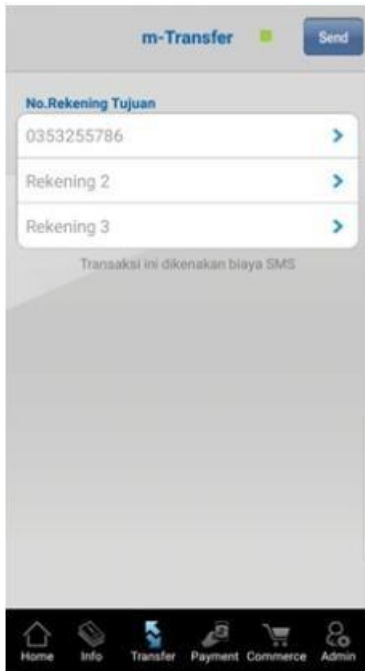 m-Transfer
Send
No.Rekening Tujuan
0353255786
Rekening 2
Rekening 3
Transaksi ini dikenakan biaya SMS
Home Info Transfer Payment Commerce Admin